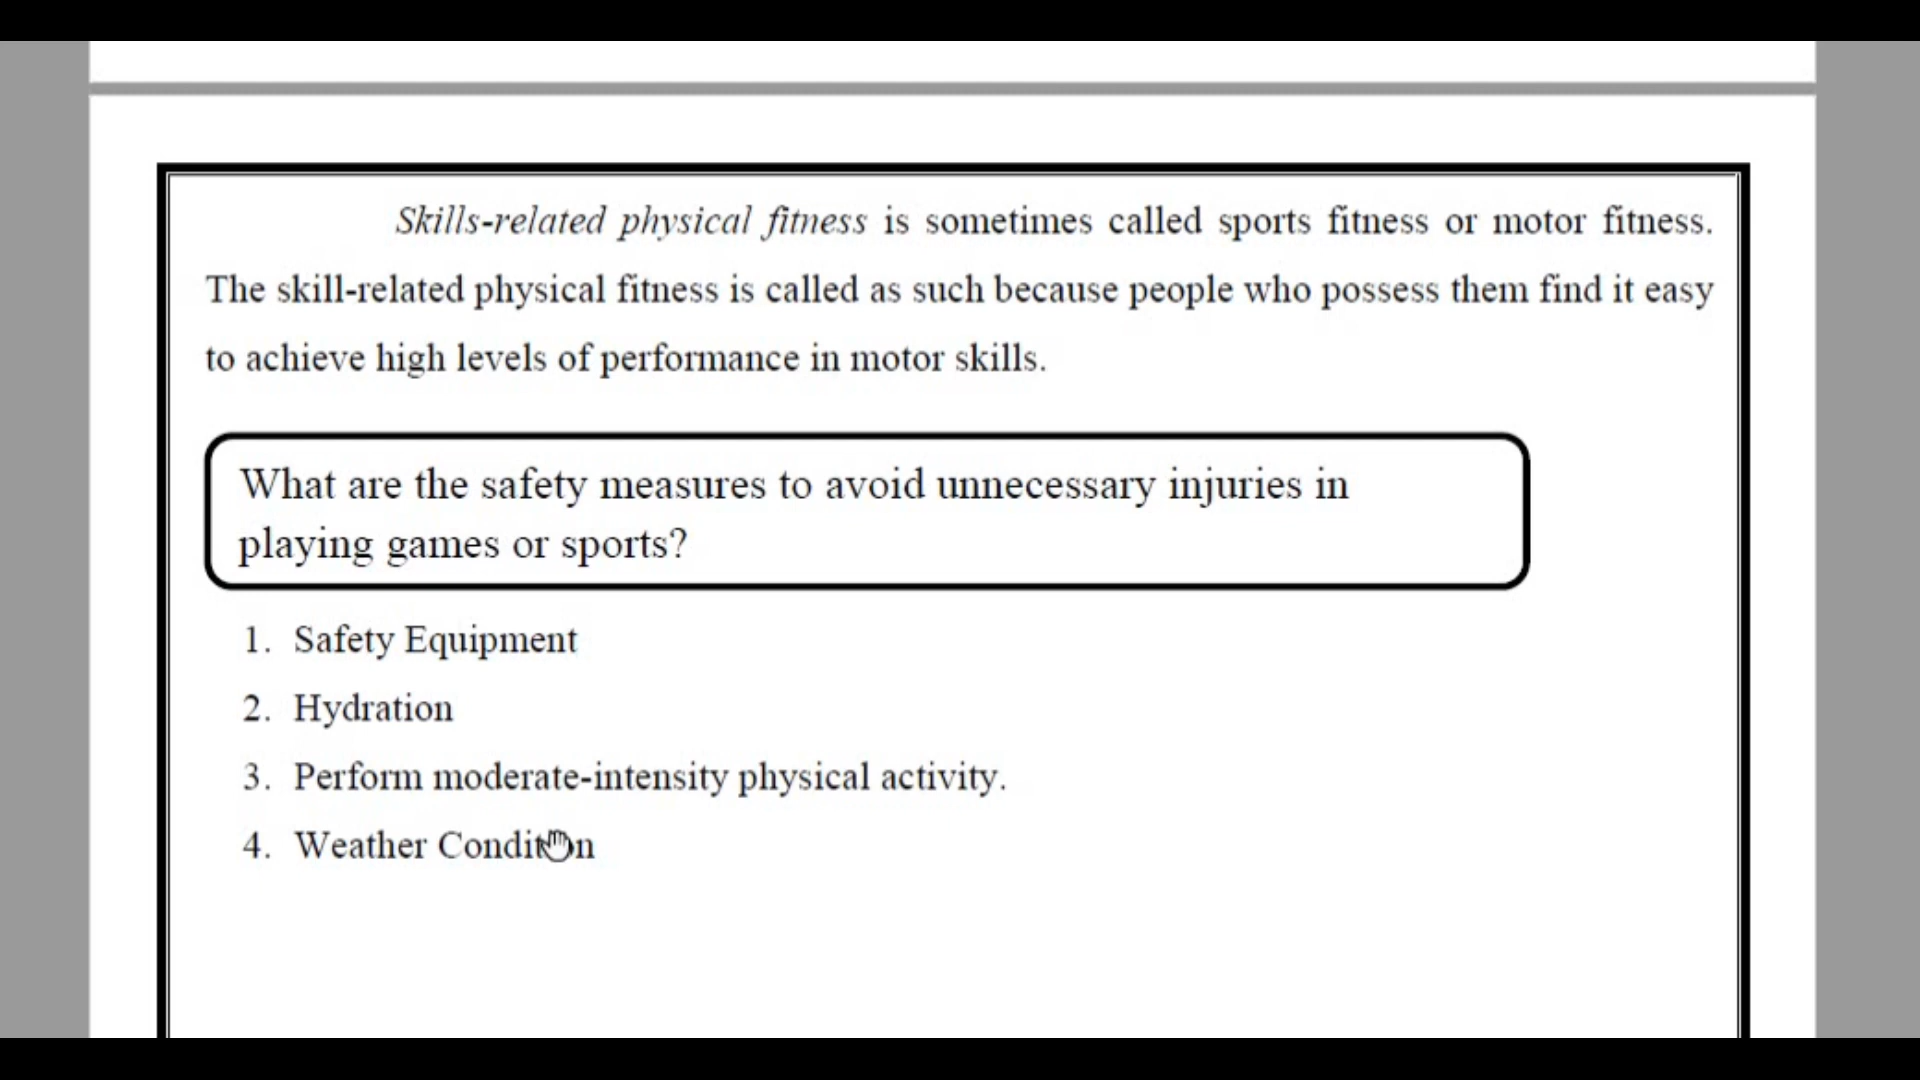 Skills-related physical fitness is sometimes called sports fitness or motor fitness.
The skill-related physical fitness is called as such because people who possess them find it easy
to achieve high levels of performance in motor skills.
What are the safety measures to avoid unnecessary injuries in
playing games or sports?
1. Safety Equipment
2. Hydration
3. Perform moderate-intensity physical activity.
4. Weather Condition